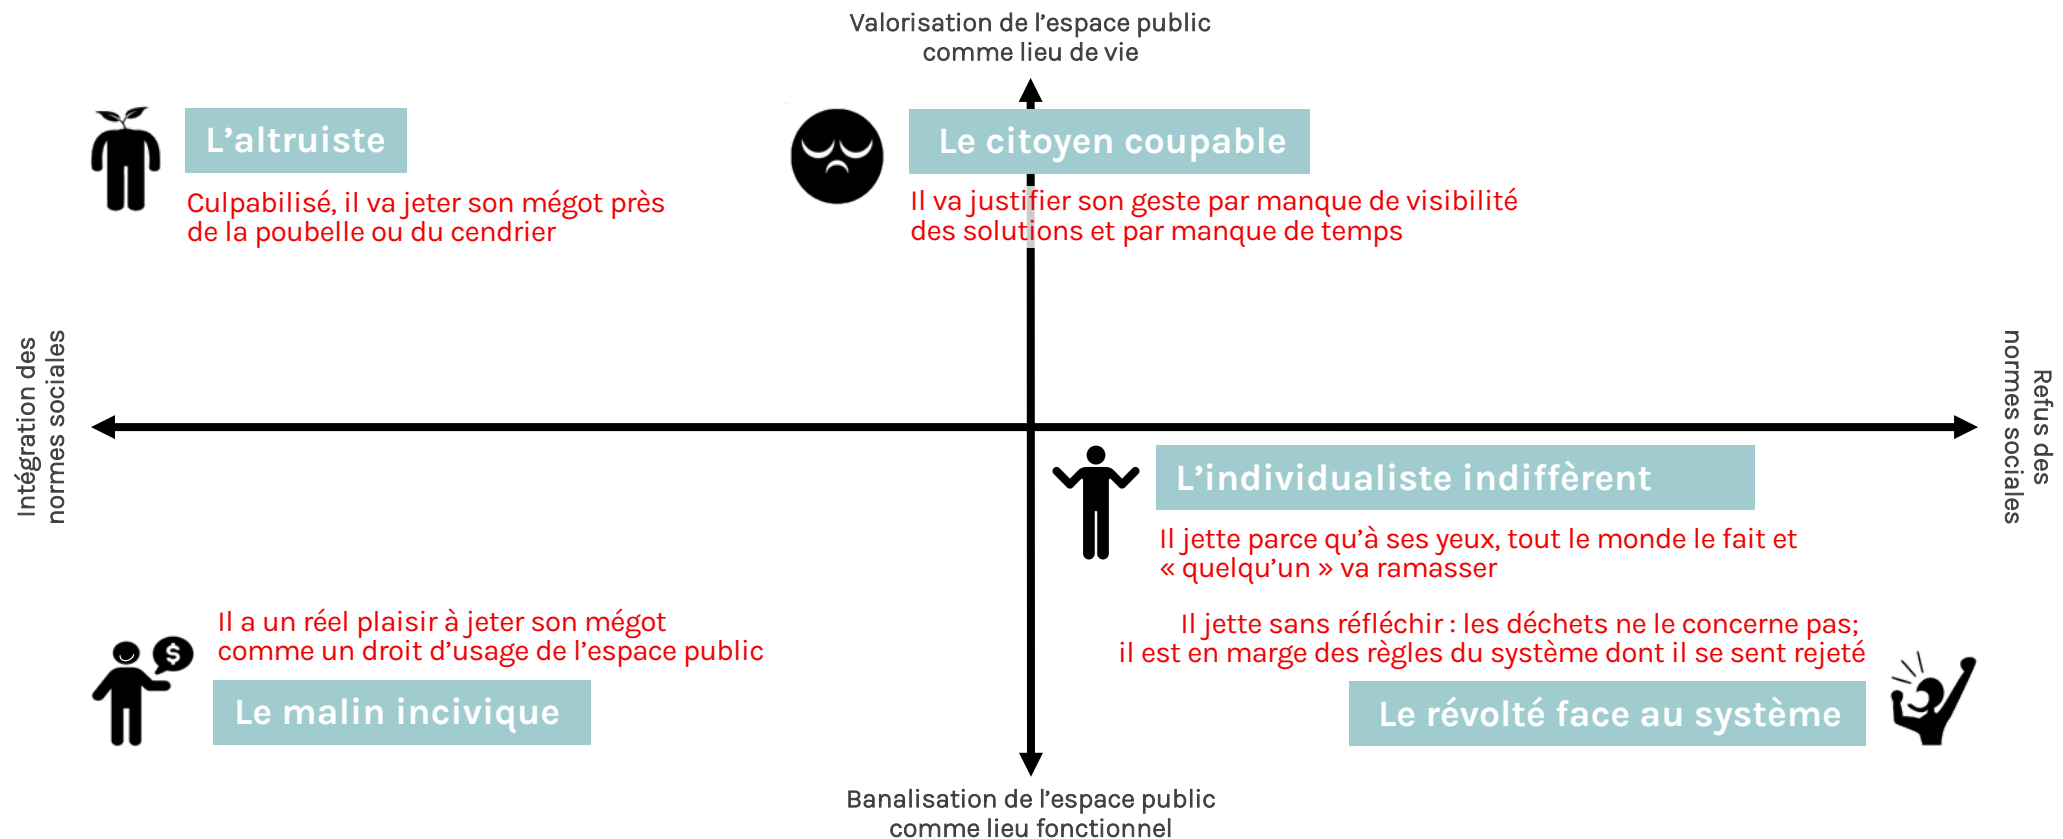 Valorisation de l'espace public
comme lieu de vie
L'altruiste
Culpabilisé, il va jeter son mégot près
de la poubelle ou du cendrier
Le citoyen coupable
Il va justifier son geste par manque de visibilité
des solutions et par manque de temps
Intégration des
normes sociales
Refus des
normes sociales
L'individualiste indiffèrent
Il jette parce qu'à ses yeux, tout le monde le fait et
« quelqu'un » va ramasser
Il a un réel plaisir à jeter son mégot
comme un droit d'usage de l'espace public
$
Le malin incivique
Il jette sans réfléchir : les déchets ne le concerne pas;
il est en marge des règles du système dont il se sent rejeté
Le révolté face au système
Banalisation de l'espace public
comme lieu fonctionnel